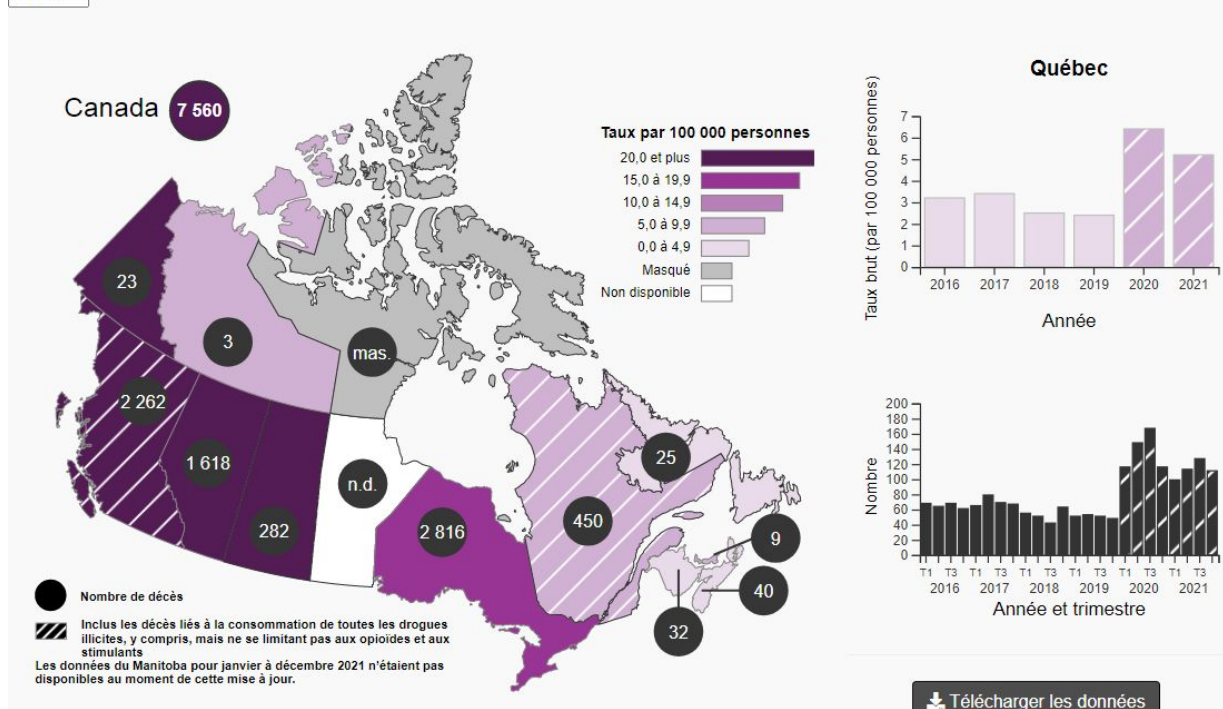 Canada 7 560
Taux par 100 000 personnes
20,0 et plus
15,0 à 19,9
10,0 à 14,9
5,0 à 9,9
0,0 à 4,9
Masqué
Non disponible
23
3
mas.
2 262
1 618
282
n.d.
2 816
450
25
9
40
32
Nombre de décès
Inclus les décès liés à la consommation de toutes les drogues
illicites, y compris, mais ne se limitant pas aux opioïdes et aux
stimulants
Les données du Manitoba pour janvier à décembre 2021 n'étaient pas
disponibles au moment de cette mise à jour.
Québec
Taux brut (par 100 000 personnes)
7
6
5
4
3
2
1
0
2016 2017 2018 2019 2020 2021
Année
Nombre
200
180
160
140
120
100
80
60
40
20
0
T1 T3 T1 T3 T1 T3 T1 T3 T1 T3 T1 T3
2016 2017 2018 2019 2020 2021
Année et trimestre
Télécharger les données